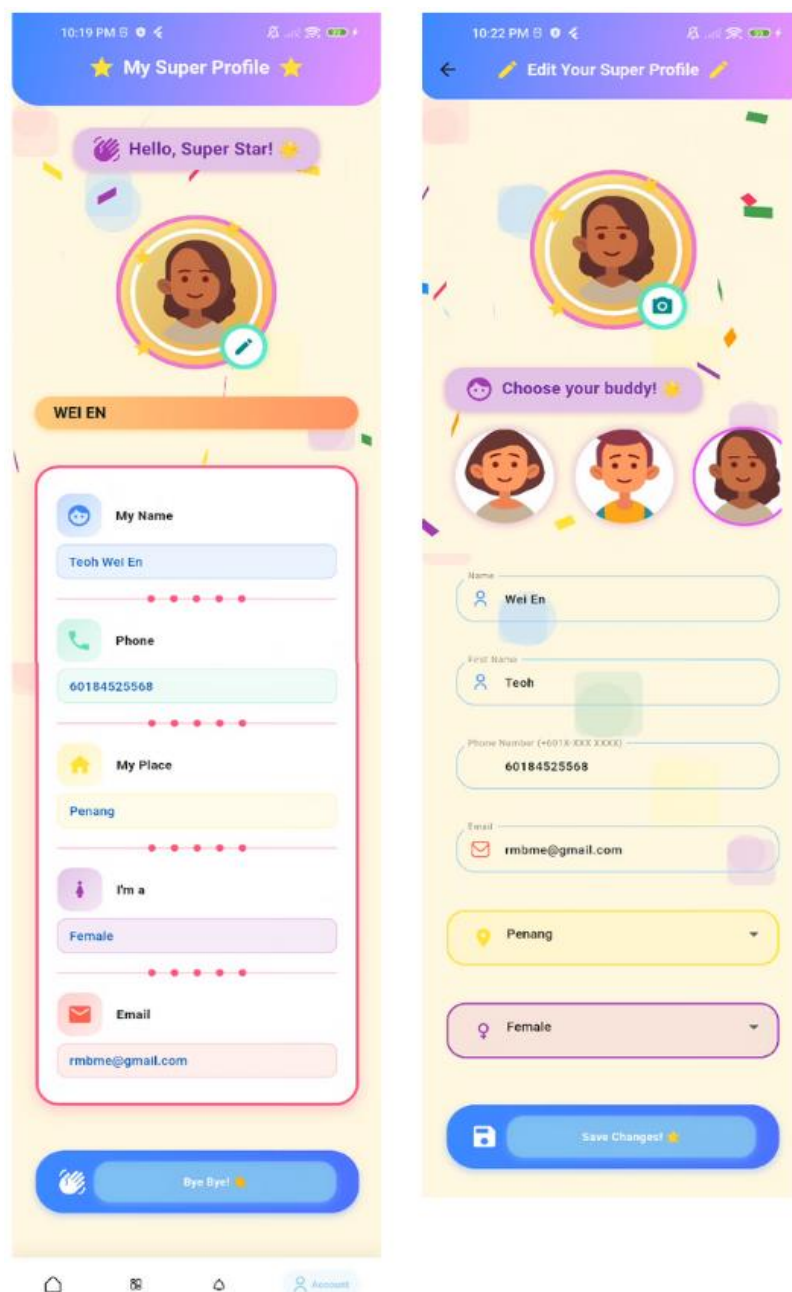 10:19 PM
My Super Profile
Hello, Super Star!
WEI EN
My Name
Teoh Wei En
Phone
60184525568
My Place
Penang
I'm a
Female
Email
rmbme@gmail.com
Bye Bye!
Account
10:22 PM
Edit Your Super Profile
Choose your buddy!
Name
Wei En
First Name
Teoh
Phone Number (+601X-XXX XXXX)
60184525568
Email
rmbme@gmail.com
Penang
Female
Save Changes!